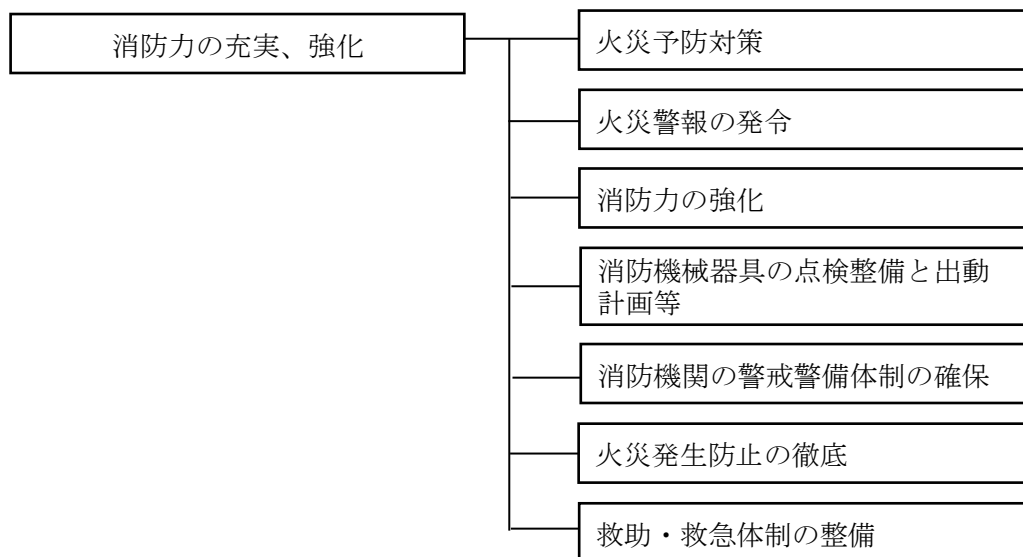 消防力の充実、強化
火災予防対策
火災警報の発令
消防力の強化
消防機械器具の点検整備と出動
計画等
消防機関の警戒警備体制の確保
火災発生防止の徹底
救助・救急体制の整備